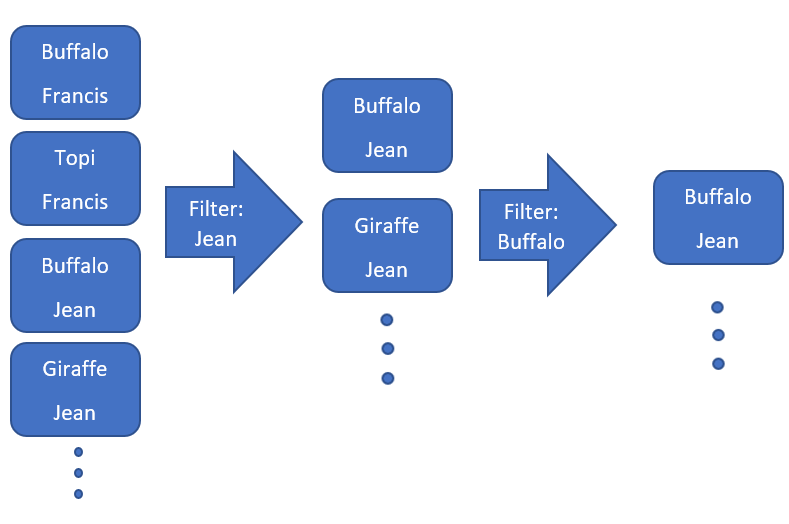 Buffalo
Francis
Topi
Francis
Buffalo
Jean
Giraffe
Jean
Filter:
Jean
Buffalo
Jean
Giraffe
Jean
Filter:
Buffalo
Buffalo
Jean